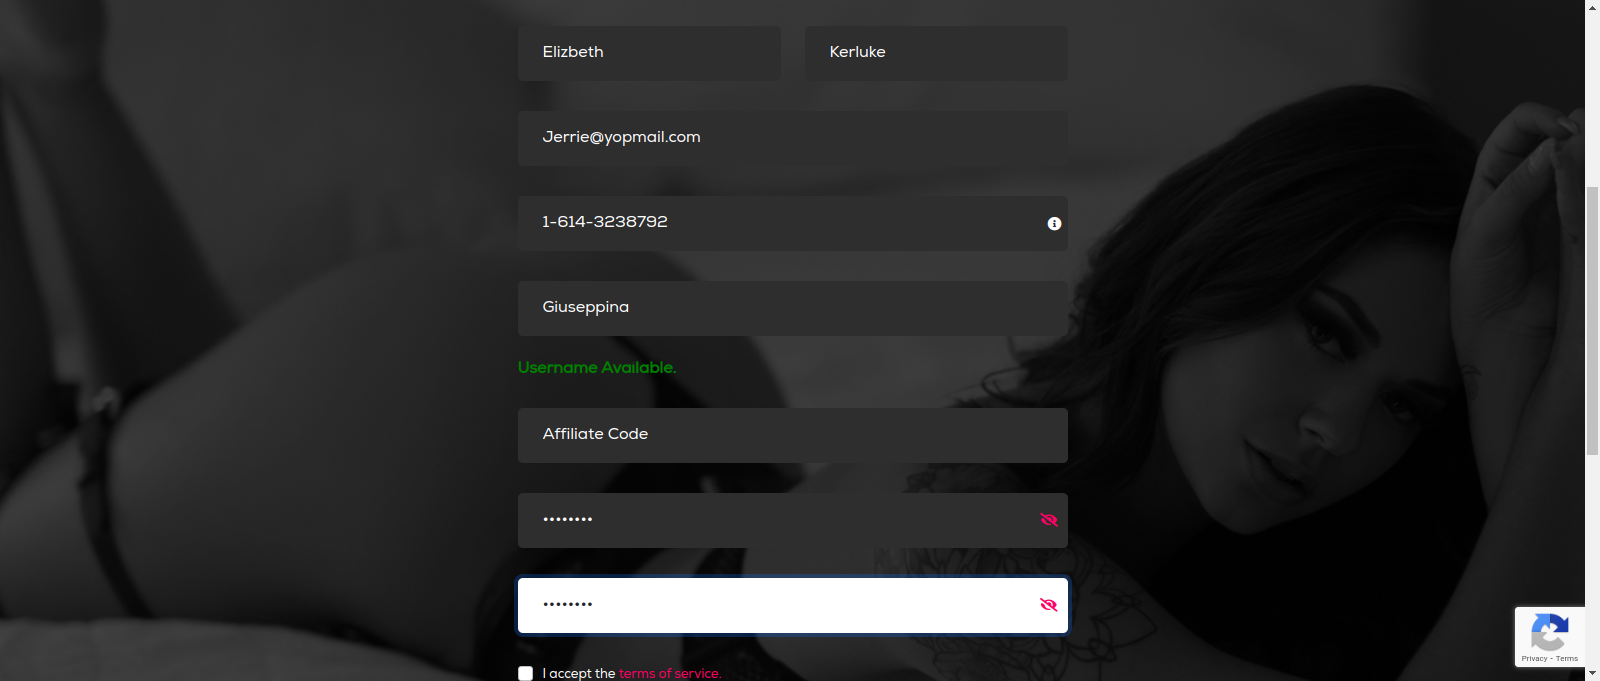 Elizbeth Kerluke
Jerrie@yopmail.com
1-614-3238792
Giuseppina
Username Available.
Affiliate Code
••••••••
••••••••
I accept the terms of service.
Privacy - Terms